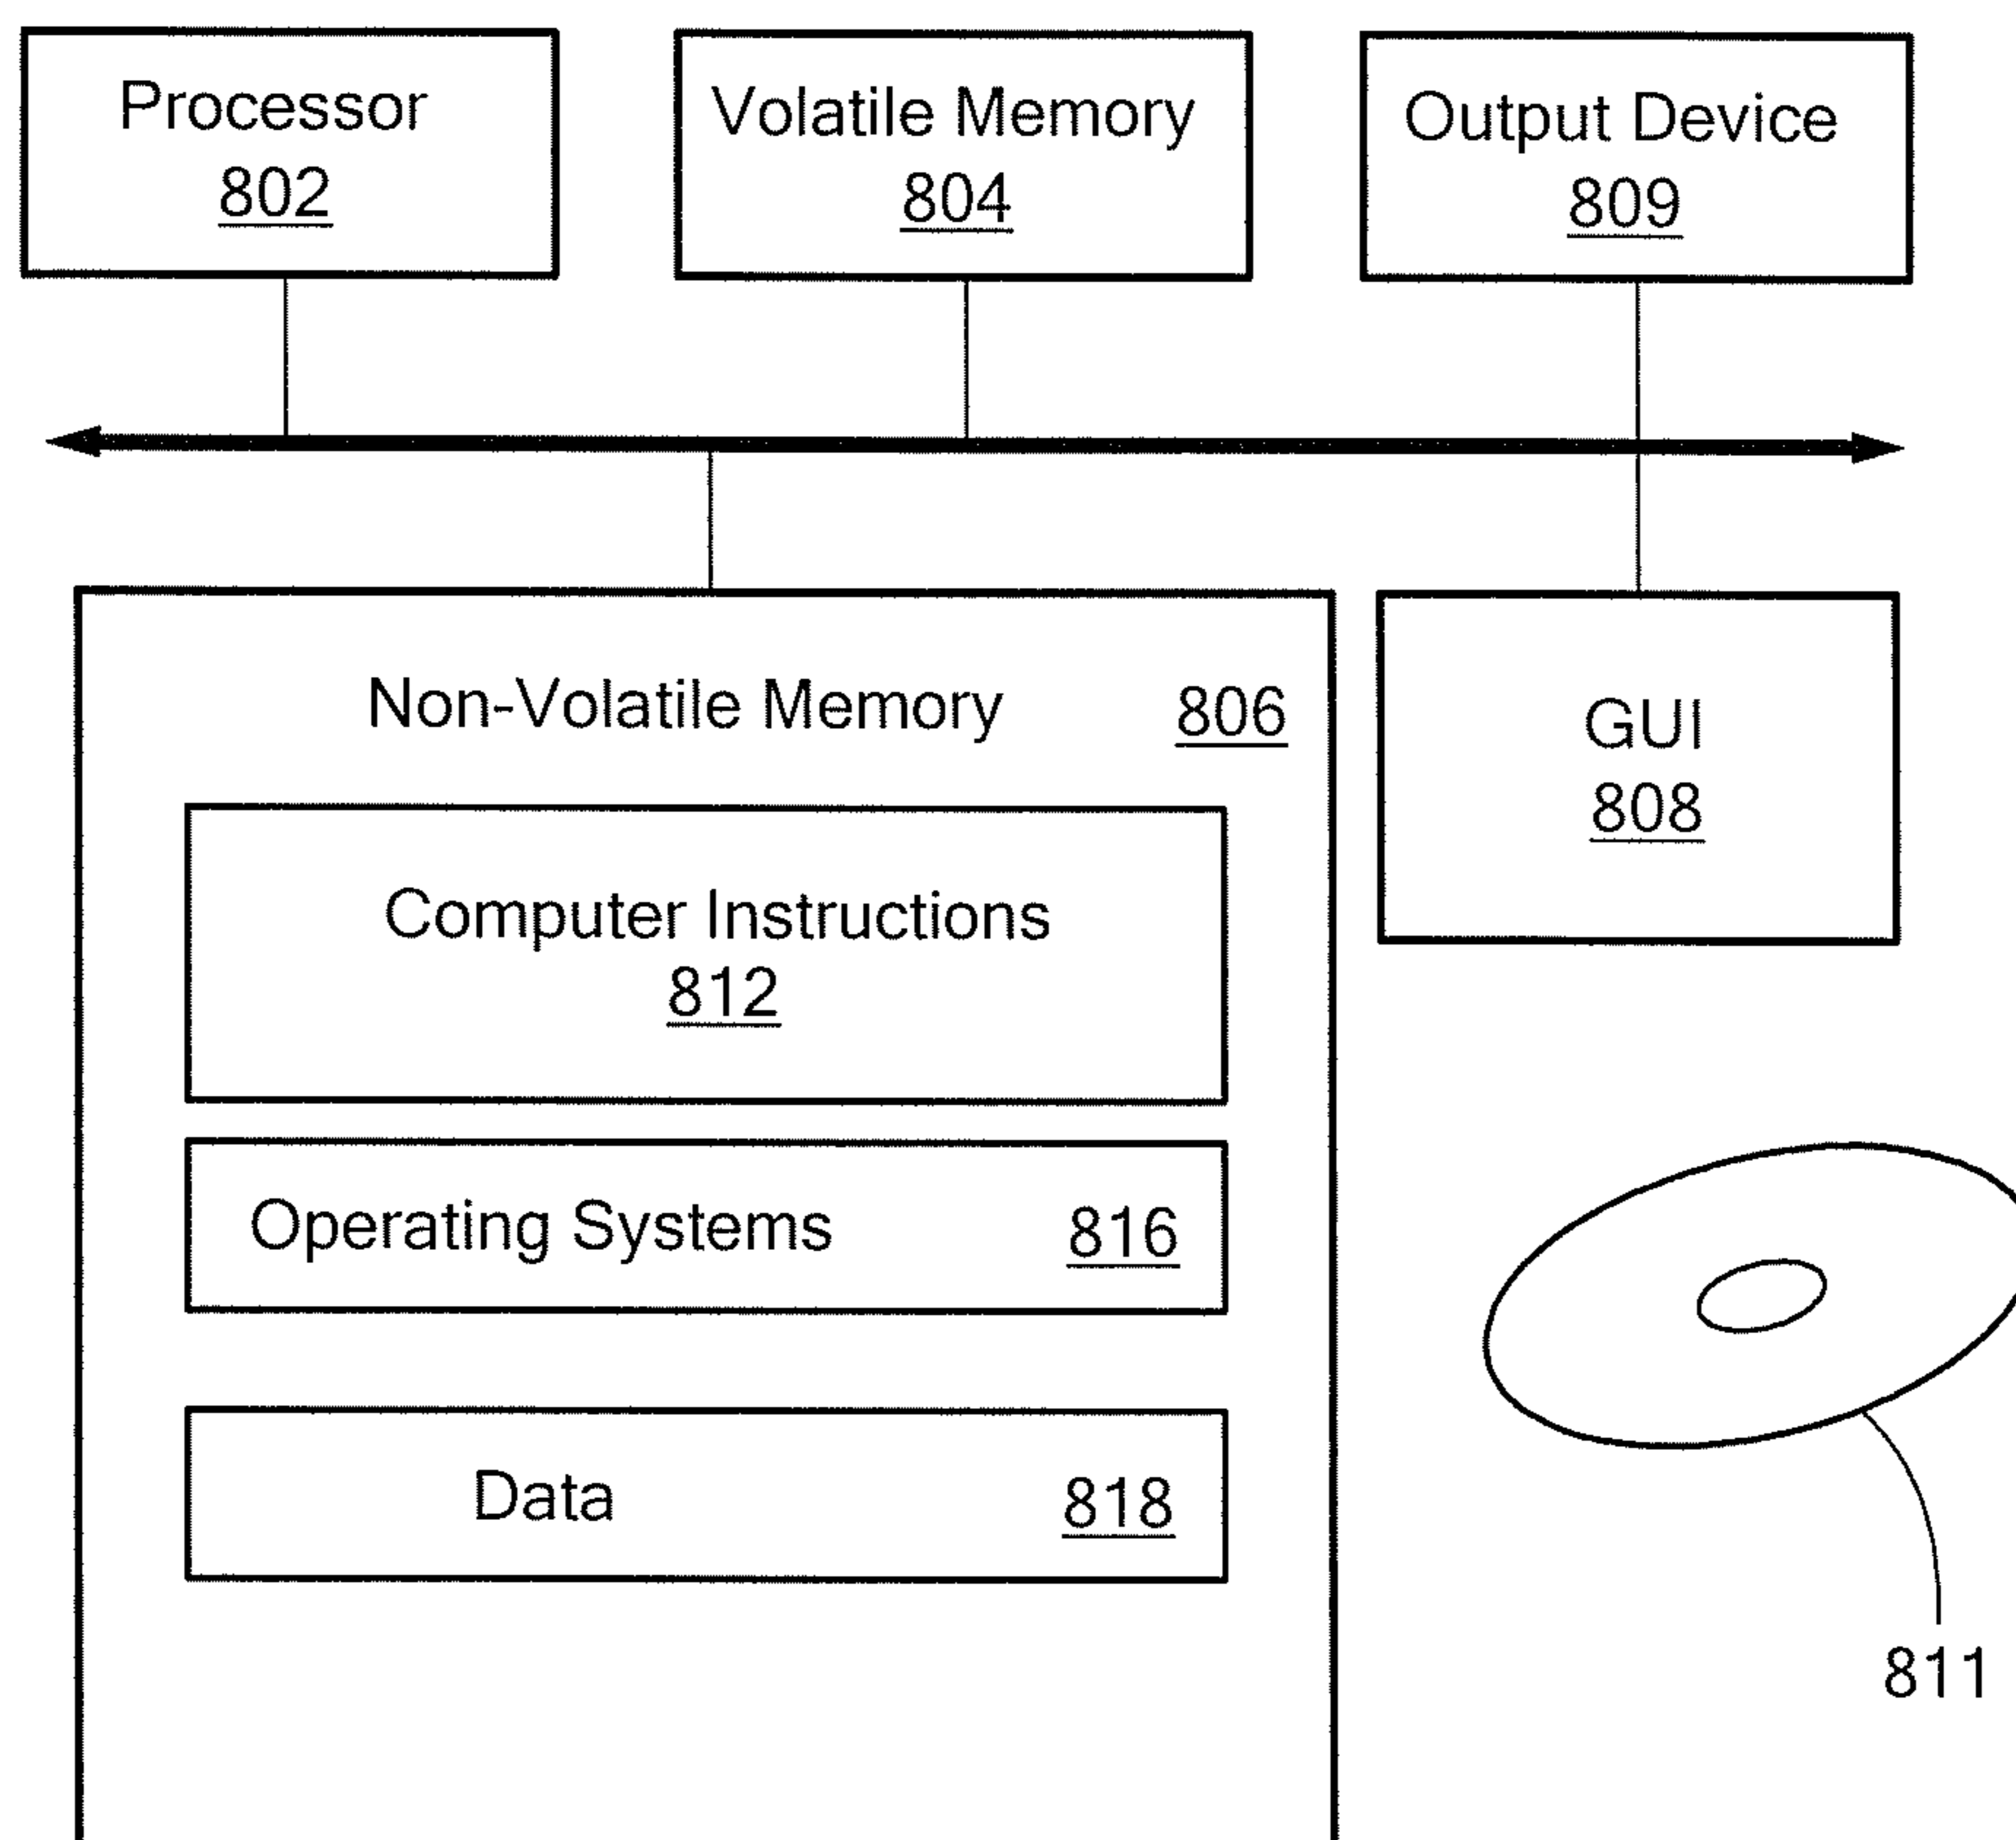 Processor
802
Volatile Memory
804
Output Device
809
Non-Volatile Memory 806
GUI
808
Computer Instructions
812
Operating Systems 816
Data 818
811